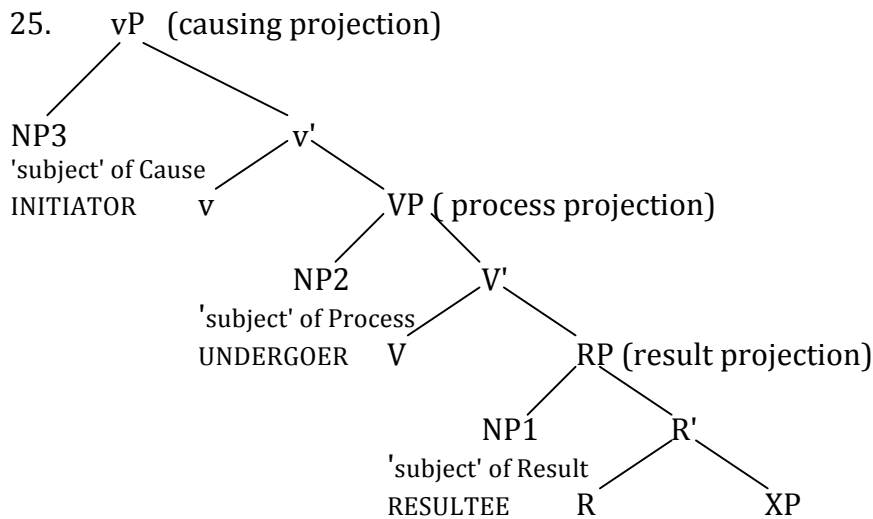 25. vP (causing projection)
NP3 v'
'subject' of Cause
INITIATOR v VP ( process projection)
NP2 V'
'subject' of Process
UNDERGOER V RP (result projection)
NP1 R'
'subject' of Result
RESULTEE R XP